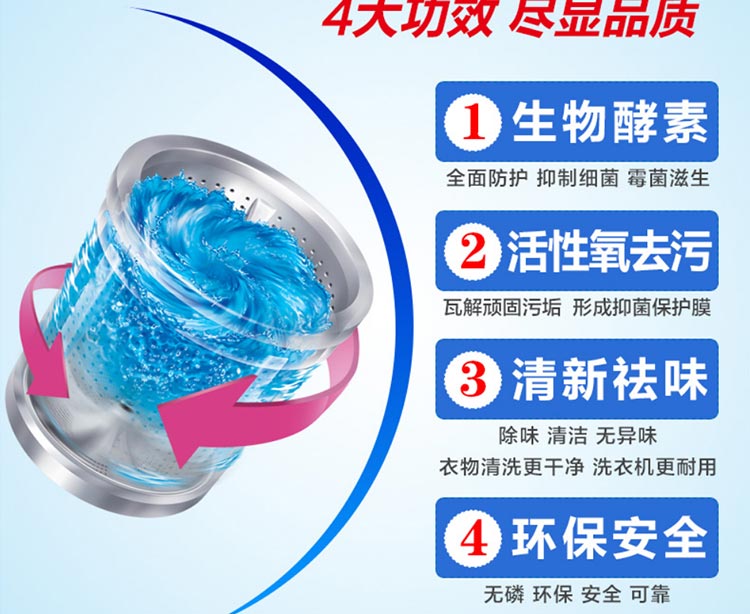 4大功效 尽显品质
1 生物酵素
全面防护 抑制细菌 霉菌滋生
2 活性氧去污
瓦解顽固污垢 形成抑菌保护膜
3 清新祛味
除味 清洁 无异味
衣物清洗更干净 洗衣机更耐用
4 环保安全
无磷 环保 安全 可靠